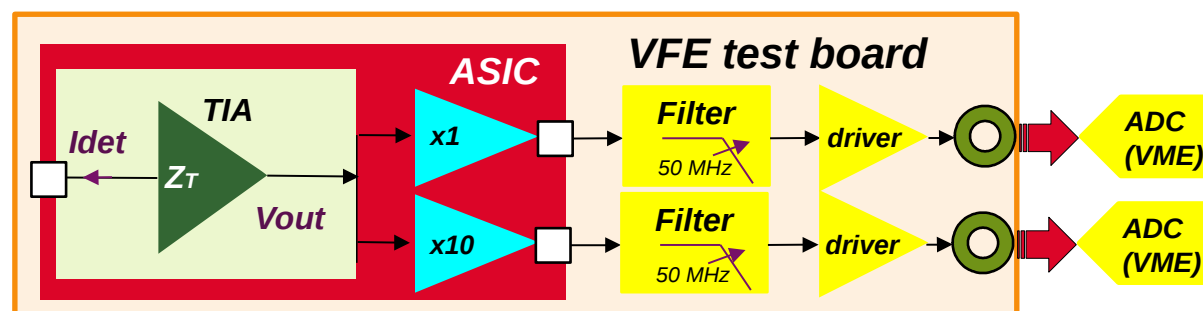 VFE test board
ASIC
TIA
Idet
ZT
Vout
x1
Filter
50 MHz
driver
ADC
(VME)
x10
Filter
50 MHz
driver
ADC
(VME)